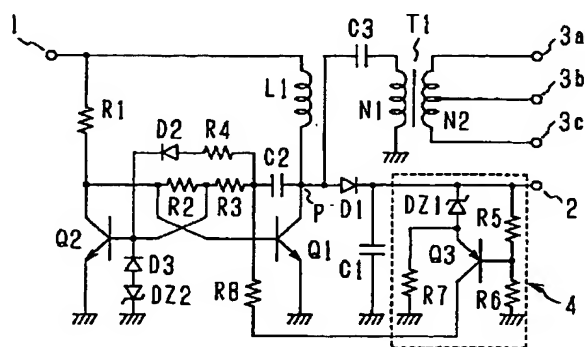 1
C3
T1
3a
L1
N1
N2
3b
R1
3c
D2
R4
C2
R2
R3
P
D1
DZ1
R5
2
Q2
Q1
Q3
D3
C1
DZ2
R8
R7
R6
4